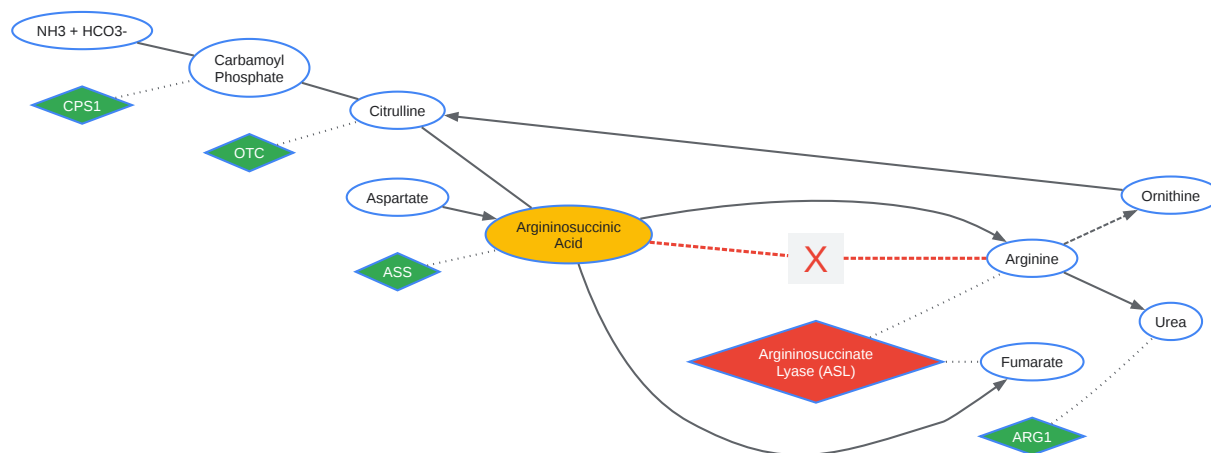 NH3 + HCO3-
Carbamoyl
Phosphate
CPS1
Citrulline
OTC
Aspartate
Ornithine
Argininosuccinic
Acid
X
Arginine
ASS
Urea
Argininosuccinate
Lyase (ASL)
Fumarate
ARG1